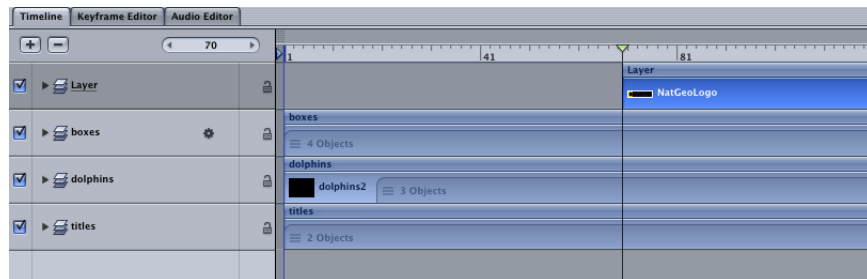 Timeline Keyframe Editor Audio Editor
70
1 41 81
Layer
Layer
NatGeoLogo
boxes
boxes
4 Objects
dolphins
dolphins
dolphins2 3 Objects
titles
titles
2 Objects